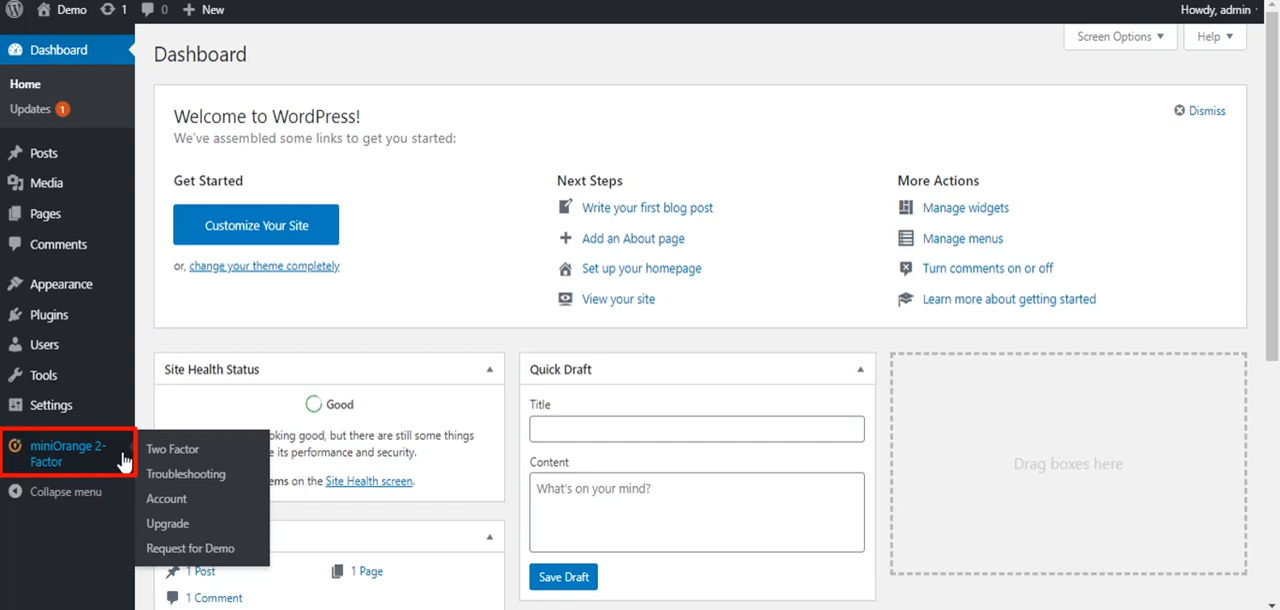 Demo 1 0 New
Howdy, admin
Dashboard
Home
Updates 1
Posts
Media
Pages
Comments
Appearance
Plugins
Users
Tools
Settings
miniOrange 2-
Factor
Collapse menu
Two Factor
Troubleshooting
Account
Upgrade
Request for Demo
Dashboard
Screen Options ▼
Help ▼
Welcome to WordPress!
We've assembled some links to get you started:
Dismiss
Get Started
Customize Your Site
or, change your theme completely
Next Steps
Write your first blog post
Add an About page
Set up your homepage
View your site
More Actions
Manage widgets
Manage menus
Turn comments on or off
Learn more about getting started
Site Health Status
Good
oking good, but there are still some things
e its performance and security.
ems on the Site Health screen.
1 Post
1 Page
1 Comment
Quick Draft
Title
Content
What's on your mind?
Save Draft
Drag boxes here